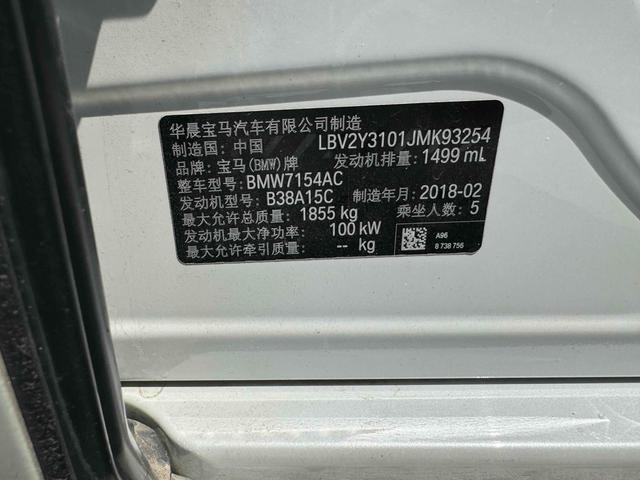 华晨宝马汽车有限公司制造
制造国: 中国 LBV2Y3101JMK93254
品牌: 宝马(BMW)牌 发动机排量: 1499 mL
整车型号: BMW7154AC
发动机型号: B38A15C 制造年月: 2018-02
最大允许总质量: 1855 kg 乘坐人数: 5
发动机最大净功率: 100 kW
最大允许牵引质量: -- kg
A96
8 738 756